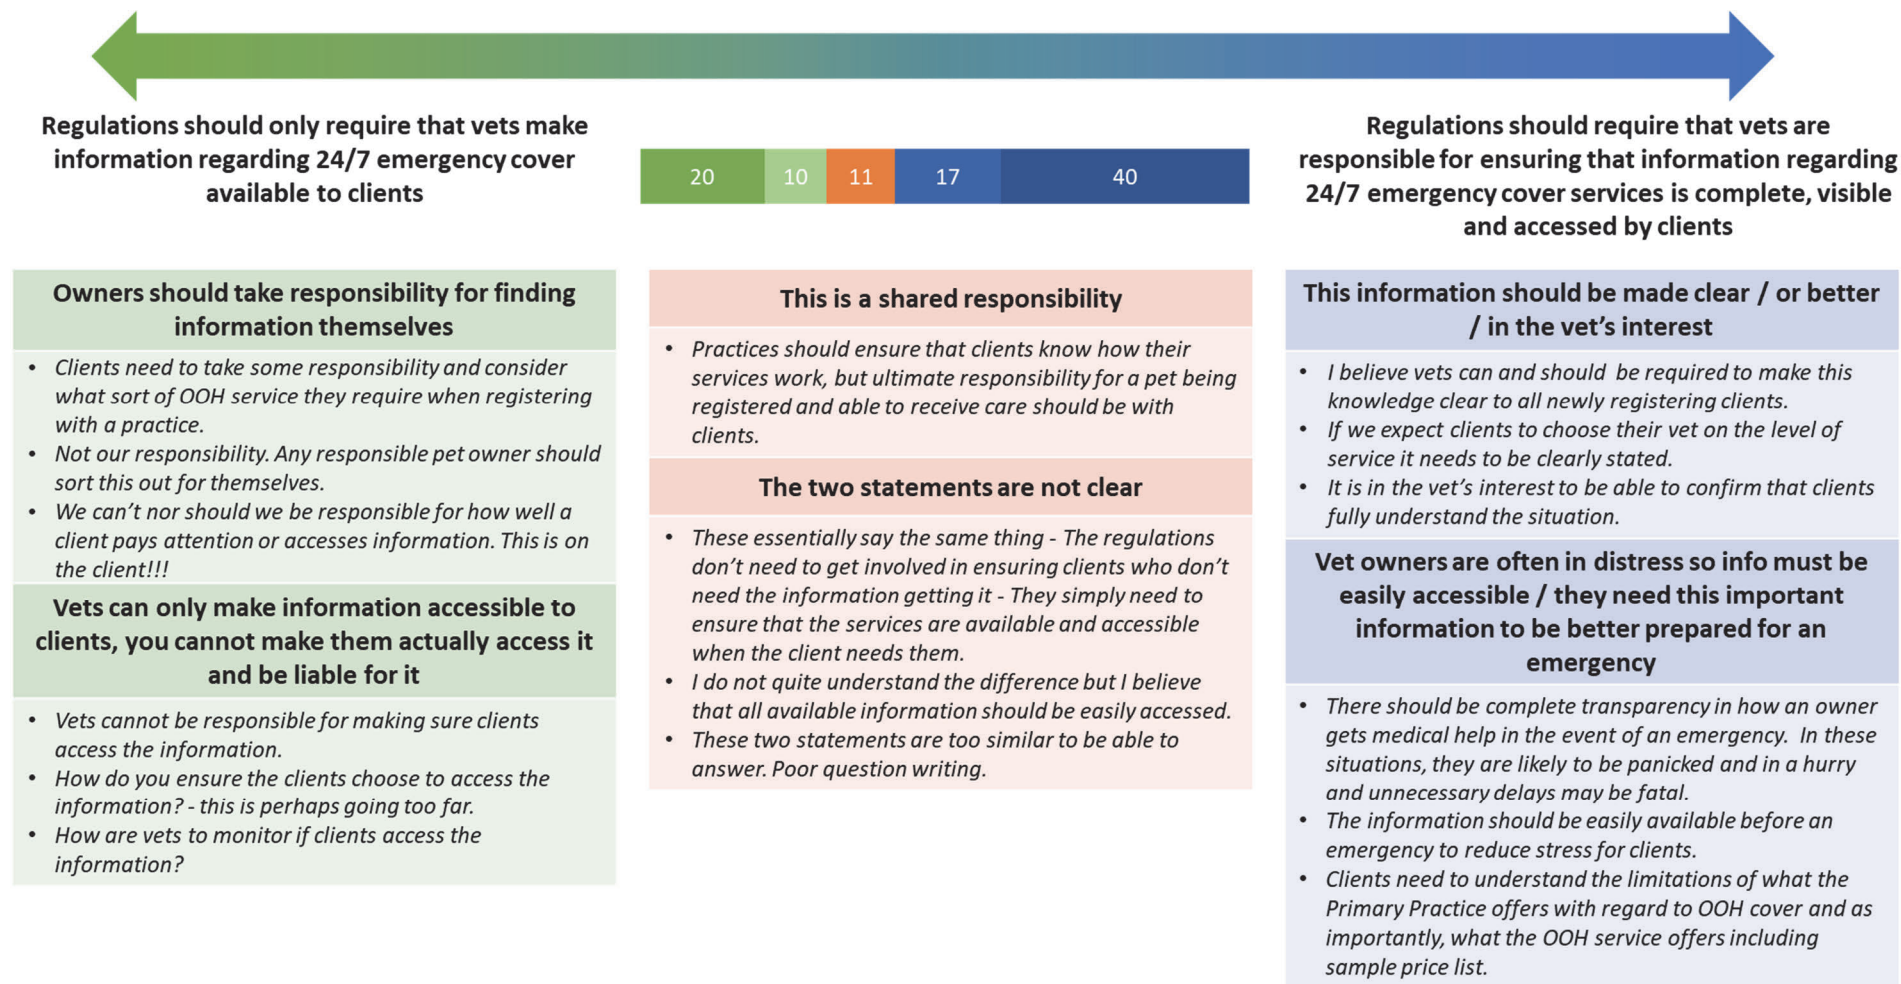 Regulations should only require that vets make
information regarding 24/7 emergency cover
available to clients
20 10 11 17 40
Regulations should require that vets are
responsible for ensuring that information regarding
24/7 emergency cover services is complete, visible
and accessed by clients
Owners should take responsibility for finding
information themselves
• Clients need to take some responsibility and consider
what sort of OOH service they require when registering
with a practice.
• Not our responsibility. Any responsible pet owner should
sort this out for themselves.
• We can't nor should we be responsible for how well a
client pays attention or accesses information. This is on
the client!!!
Vets can only make information accessible to
clients, you cannot make them actually access it
and be liable for it
• Vets cannot be responsible for making sure clients
access the information.
• How do you ensure the clients choose to access the
information? - this is perhaps going too far.
• How are vets to monitor if clients access the
information?
This is a shared responsibility
• Practices should ensure that clients know how their
services work, but ultimate responsibility for a pet being
registered and able to receive care should be with
clients.
The two statements are not clear
• These essentially say the same thing - The regulations
don't need to get involved in ensuring clients who don't
need the information getting it - They simply need to
ensure that the services are available and accessible
when the client needs them.
• I do not quite understand the difference but I believe
that all available information should be easily accessed.
• These two statements are too similar to be able to
answer. Poor question writing.
This information should be made clear / or better
/ in the vet's interest
• I believe vets can and should be required to make this
knowledge clear to all newly registering clients.
• If we expect clients to choose their vet on the level of
service it needs to be clearly stated.
• It is in the vet's interest to be able to confirm that clients
fully understand the situation.
Vet owners are often in distress so info must be
easily accessible / they need this important
information to be better prepared for an
emergency
• There should be complete transparency in how an owner
gets medical help in the event of an emergency. In these
situations, they are likely to be panicked and in a hurry
and unnecessary delays may be fatal.
• The information should be easily available before an
emergency to reduce stress for clients.
• Clients need to understand the limitations of what the
Primary Practice offers with regard to OOH cover and as
importantly, what the OOH service offers including
sample price list.